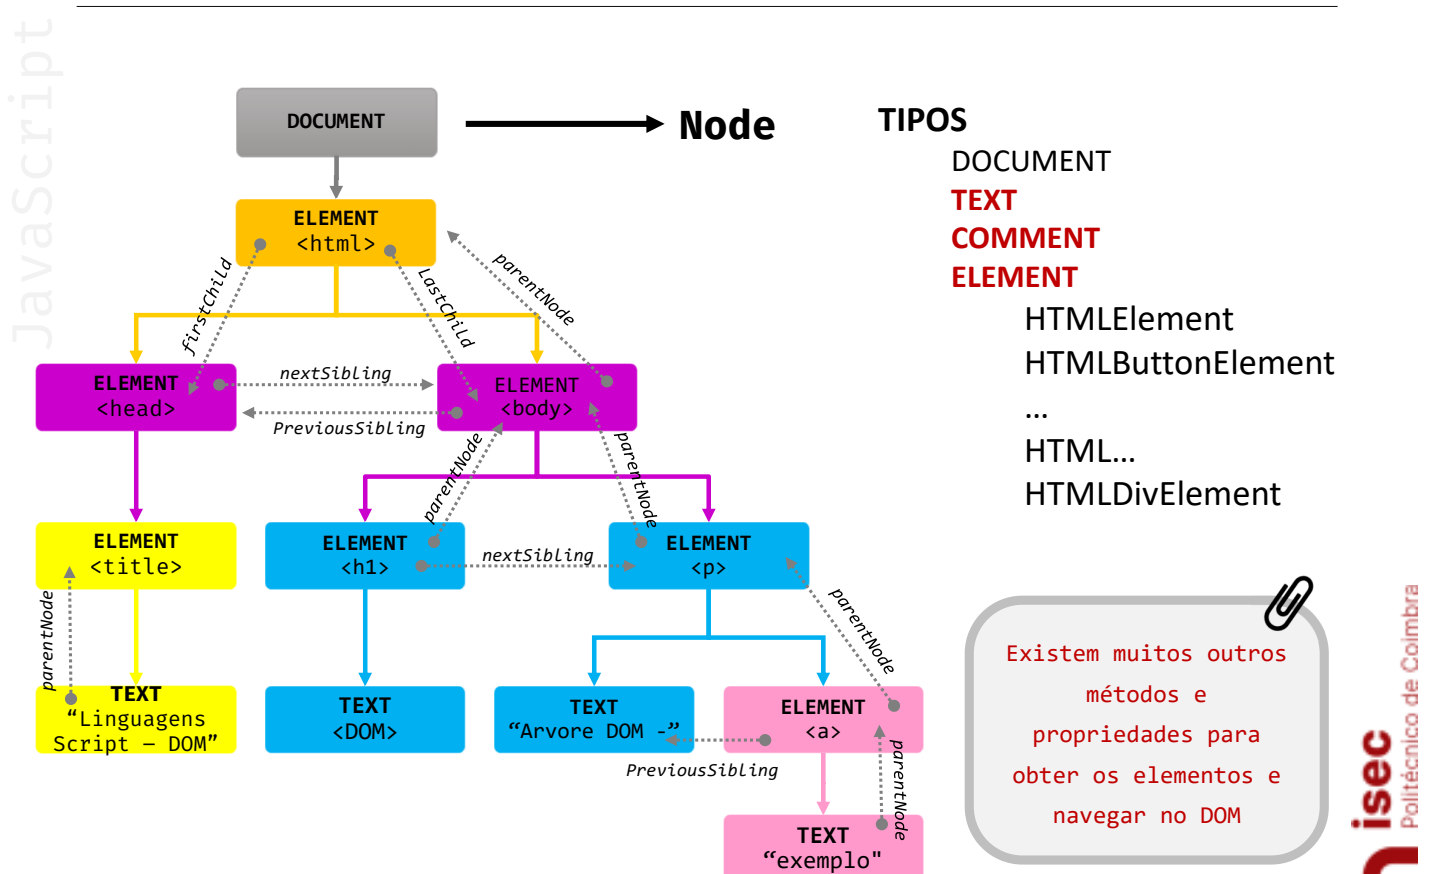 JavaScript
DOCUMENT
Node
ELEMENT
<html>
firstChild
LastChild
parentNode
ELEMENT
<head>
nextSibling
PreviousSibling
ELEMENT
<body>
parentNode
parentNode
ELEMENT
<title>
ELEMENT
<h1>
nextSibling
ELEMENT
<p>
parentNode
parentNode
TEXT
“Linguagens
Script – DOM”
TEXT
<DOM>
TEXT
“Arvore DOM -”
PreviousSibling
ELEMENT
<a>
parentNode
TEXT
“exemplo"
TIPOS
DOCUMENT
TEXT
COMMENT
ELEMENT
HTMLElement
HTMLButtonElement
…
HTML…
HTMLDivElement
Existem muitos outros
métodos e
propriedades para
obter os elementos e
navegar no DOM
isec
Politécnico de Coimbra